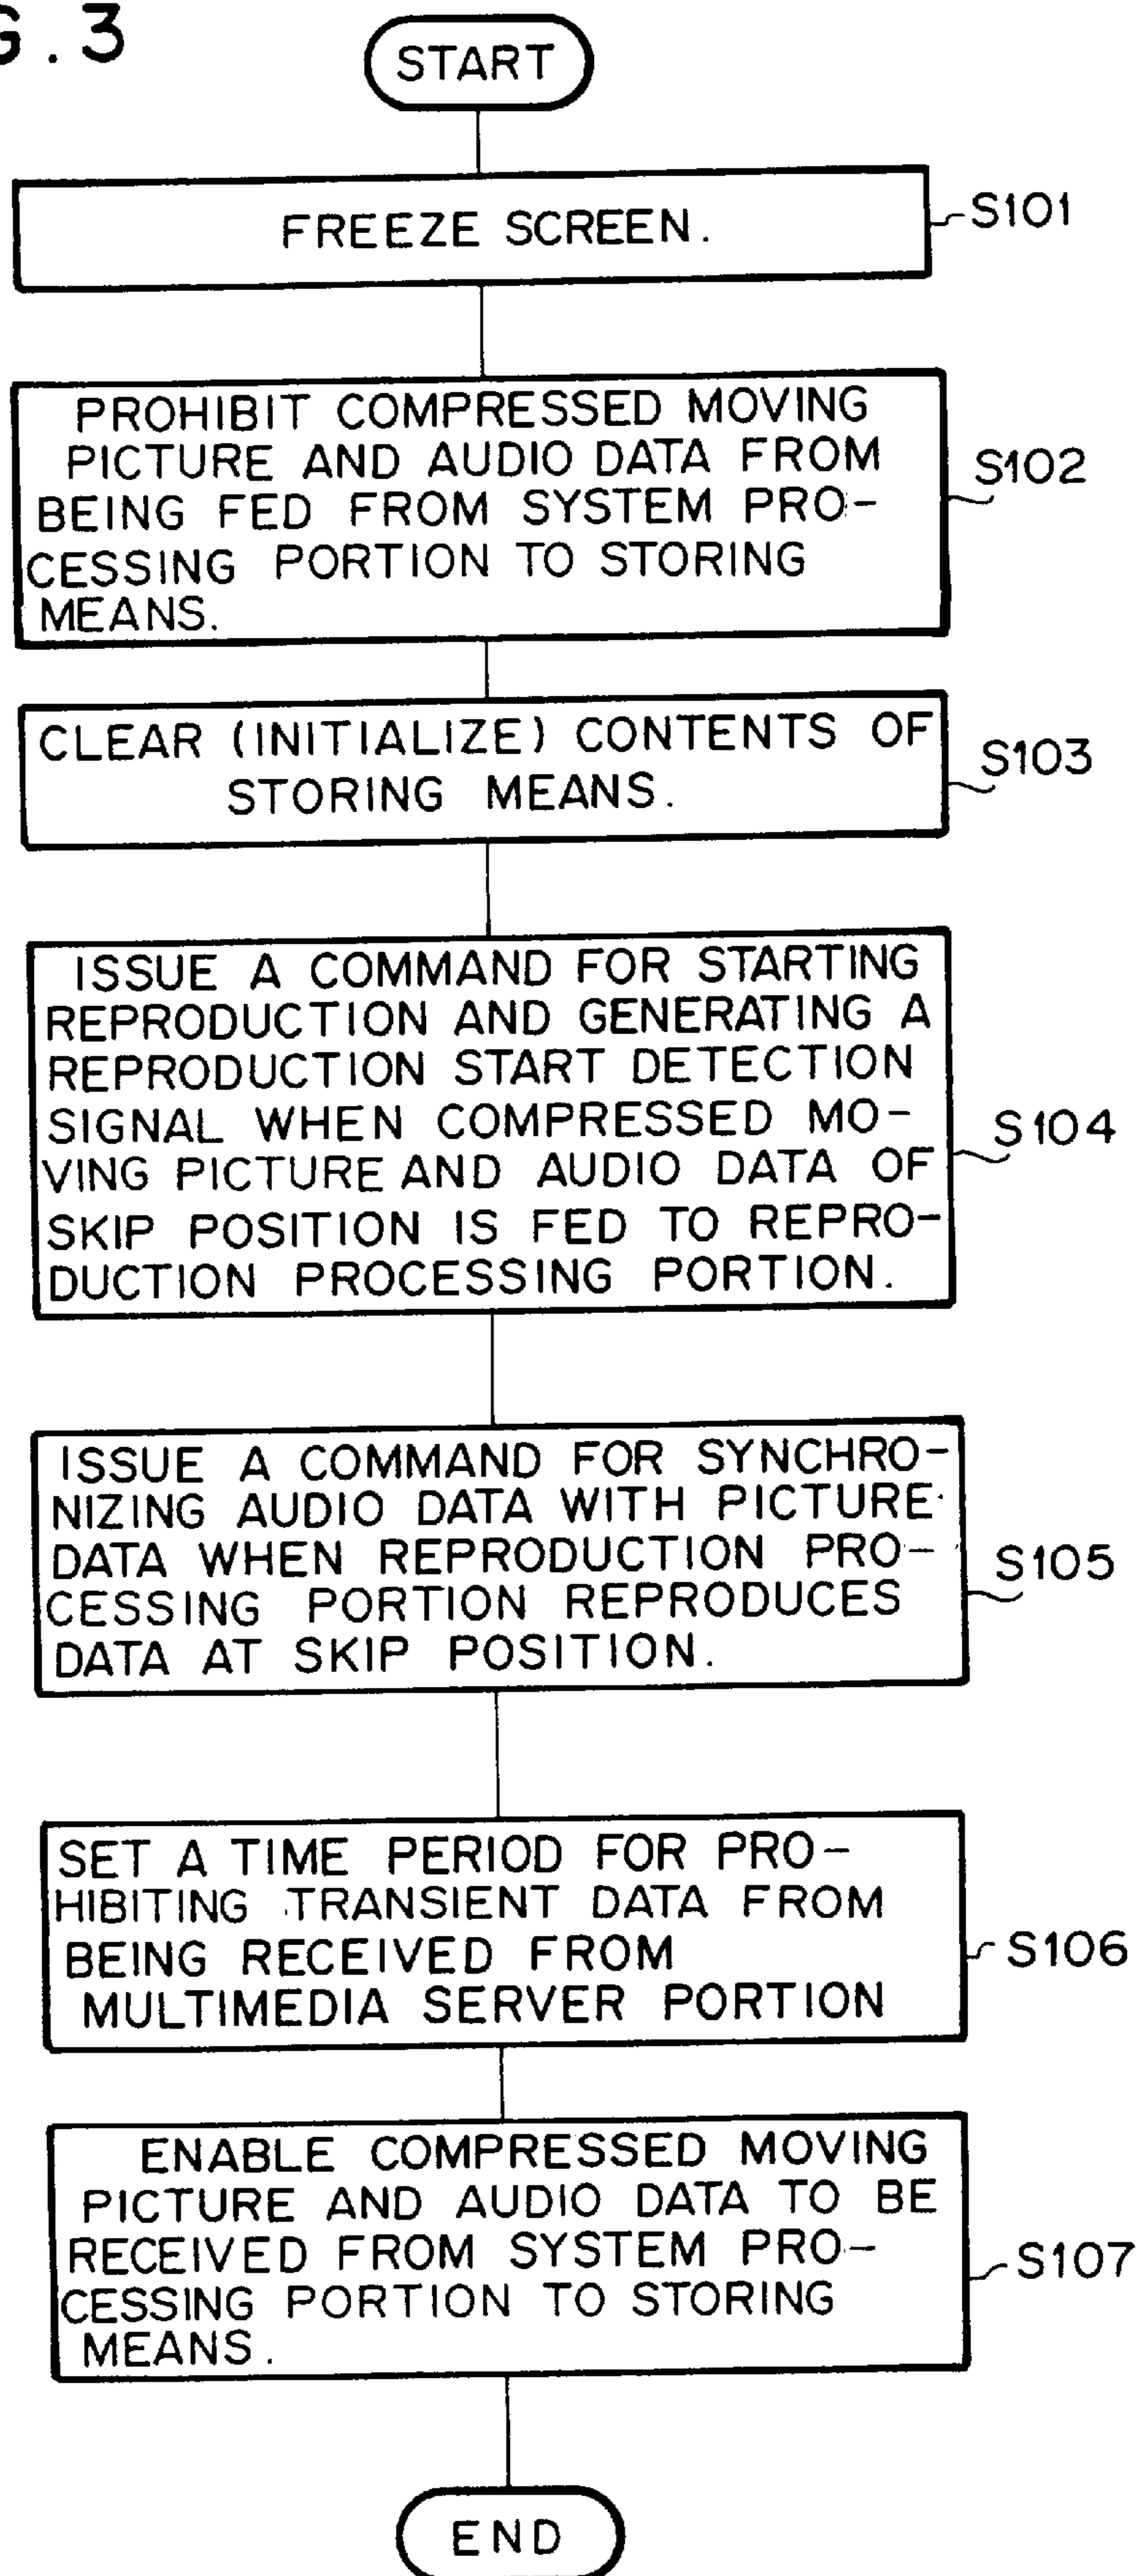 G.3
START
FREEZE SCREEN.
S101
PROHIBIT COMPRESSED MOVING
PICTURE AND AUDIO DATA FROM
BEING FED FROM SYSTEM PRO-
CESSING PORTION TO STORING
MEANS.
S102
CLEAR (INITIALIZE) CONTENTS OF
STORING MEANS.
S103
ISSUE A COMMAND FOR STARTING
REPRODUCTION AND GENERATING A
REPRODUCTION START DETECTION
SIGNAL WHEN COMPRESSED MO-
VING PICTURE AND AUDIO DATA OF
SKIP POSITION IS FED TO REPRO-
DUCTION PROCESSING PORTION.
S104
ISSUE A COMMAND FOR SYNCHRO-
NIZING AUDIO DATA WITH PICTURE
DATA WHEN REPRODUCTION PRO-
CESSING PORTION REPRODUCES
DATA AT SKIP POSITION.
S105
SET A TIME PERIOD FOR PRO-
HIBITING TRANSIENT DATA FROM
BEING RECEIVED FROM
MULTIMEDIA SERVER PORTION
S106
ENABLE COMPRESSED MOVING
PICTURE AND AUDIO DATA TO BE
RECEIVED FROM SYSTEM PRO-
CESSING PORTION TO STORING
MEANS.
S107
END